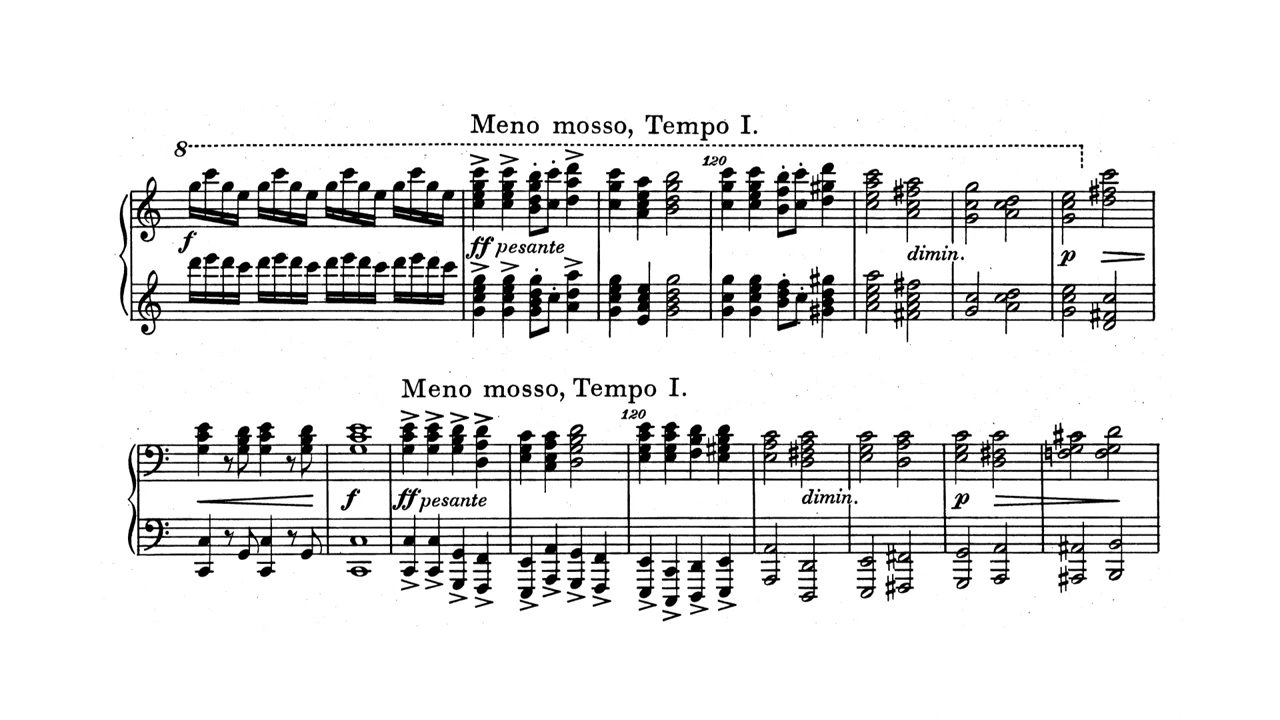 Meno mosso, Tempo I.
8
120
f
ff pesante
dimin.
p
Meno mosso, Tempo I.
120
f
ff pesante
dimin.
p